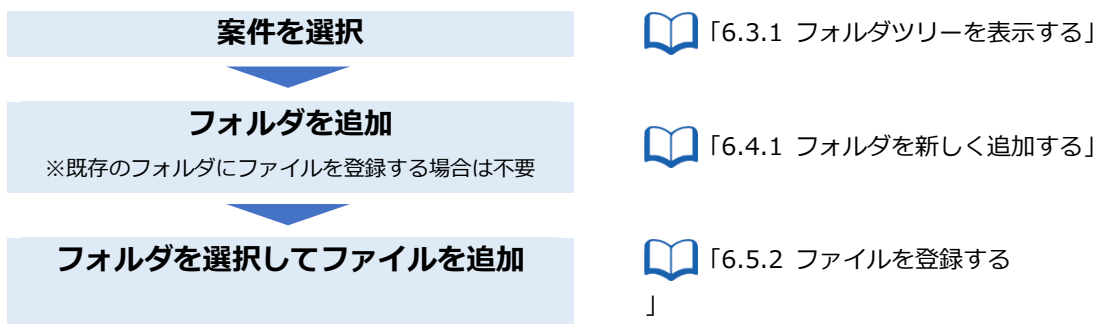 案件を選択
「6.3.1 フォルダツリーを表示する」
フォルダを追加
※既存のフォルダにファイルを登録する場合は不要
「6.4.1 フォルダを新しく追加する」
フォルダを選択してファイルを追加
「6.5.2 ファイルを登録する
」